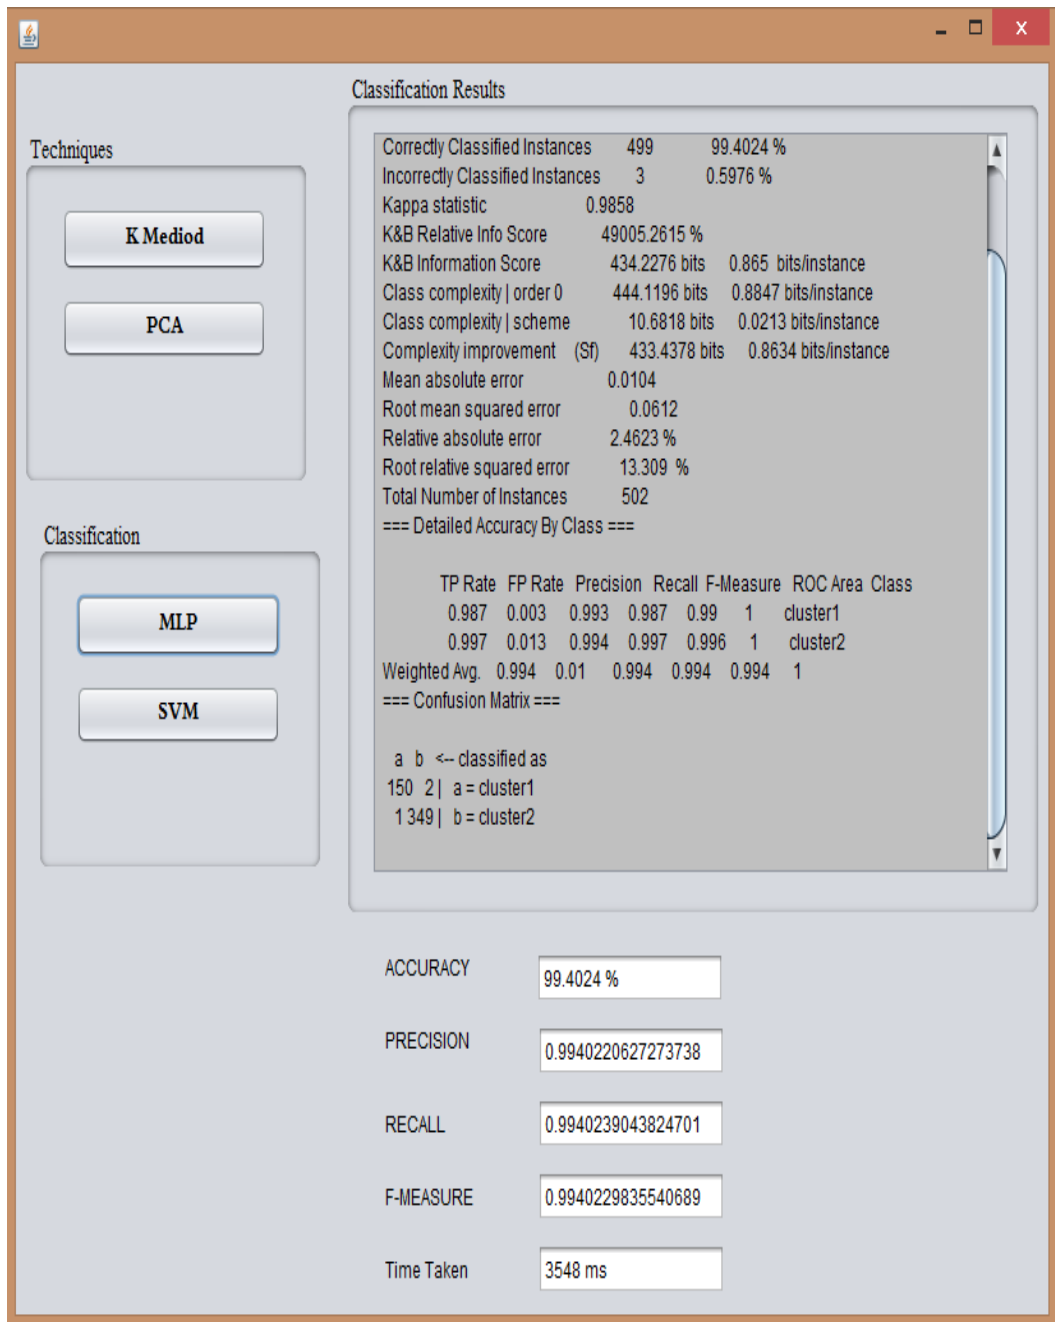 Techniques
K Mediod
PCA
Classification
MLP
SVM
Classification Results
Correctly Classified Instances 499 99.4024 %
Incorrectly Classified Instances 3 0.5976 %
Kappa statistic 0.9858
K&B Relative Info Score 49005.2615 %
K&B Information Score 434.2276 bits 0.865 bits/instance
Class complexity | order 0 444.1196 bits 0.8847 bits/instance
Class complexity | scheme 10.6818 bits 0.0213 bits/instance
Complexity improvement (Sf) 433.4378 bits 0.8634 bits/instance
Mean absolute error 0.0104
Root mean squared error 0.0612
Relative absolute error 2.4623 %
Root relative squared error 13.309 %
Total Number of Instances 502
=== Detailed Accuracy By Class ===
TP Rate FP Rate Precision Recall F-Measure ROC Area Class
0.987 0.003 0.993 0.987 0.99 1 cluster1
0.997 0.013 0.994 0.997 0.996 1 cluster2
Weighted Avg. 0.994 0.01 0.994 0.994 0.994 1
=== Confusion Matrix ===
a b <-- classified as
150 2 | a = cluster1
1 349 | b = cluster2
ACCURACY 99.4024 %
PRECISION 0.9940220627273738
RECALL 0.9940239043824701
F-MEASURE 0.9940229835540689
Time Taken 3548 ms